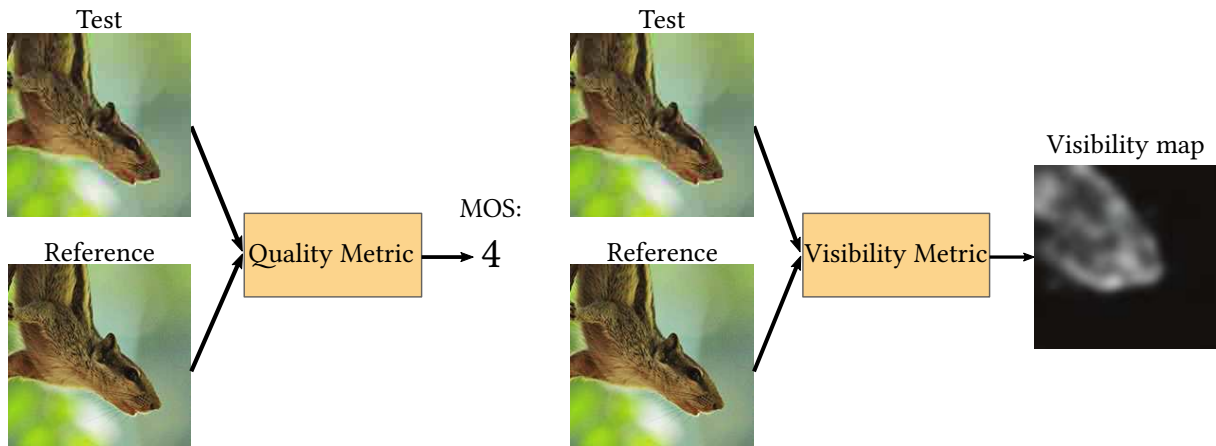 Test
Reference
Quality Metric
MOS:
4
Test
Reference
Visibility Metric
Visibility map